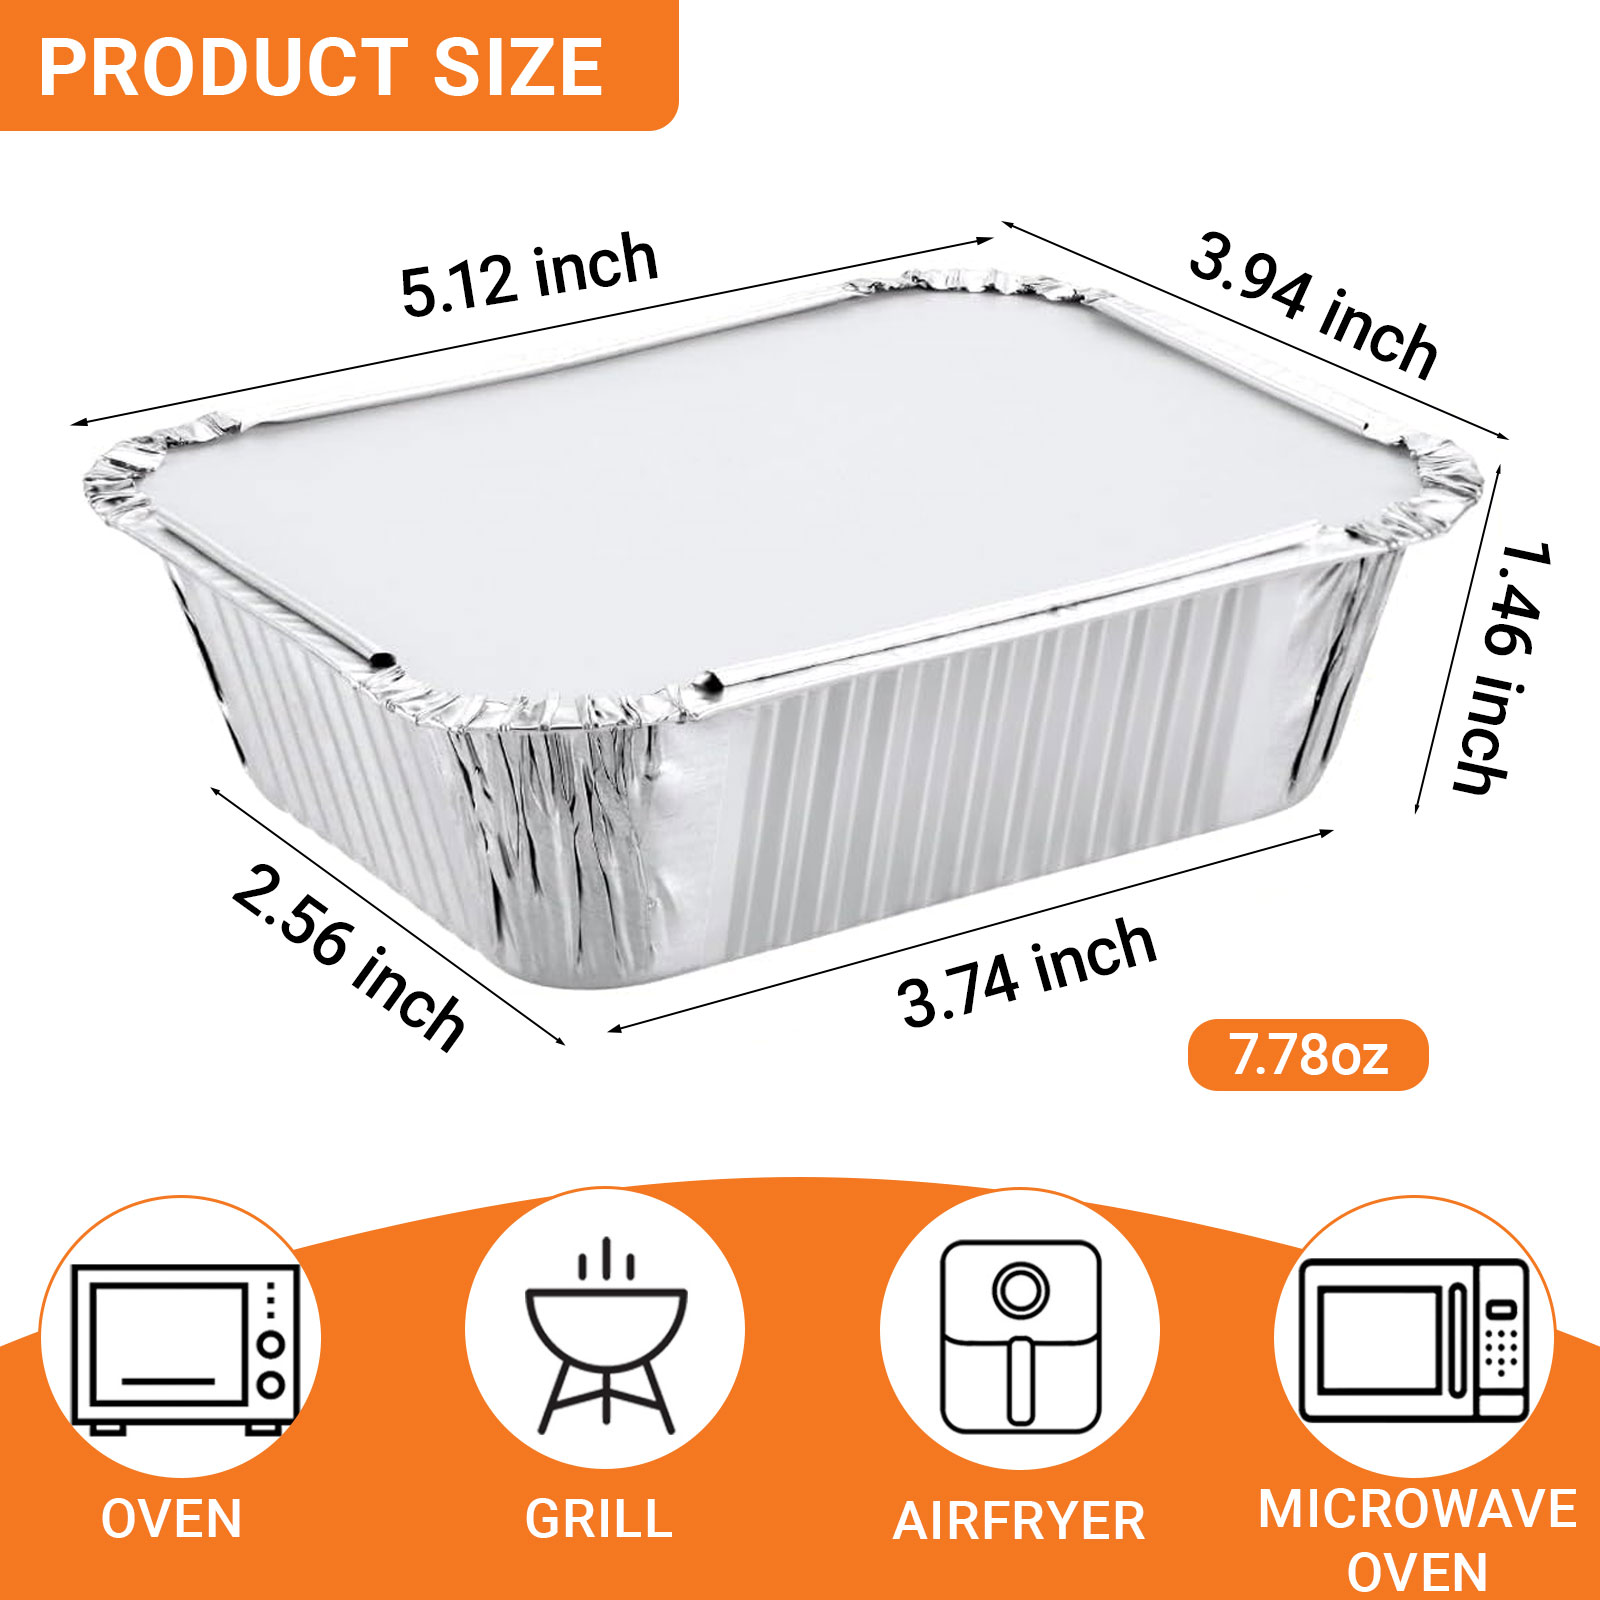 PRODUCT SIZE
5.12 inch
3.94 inch
1.46 inch
2.56 inch
3.74 inch
7.78oz
OVEN
GRILL
AIRFRYER
MICROWAVE
OVEN